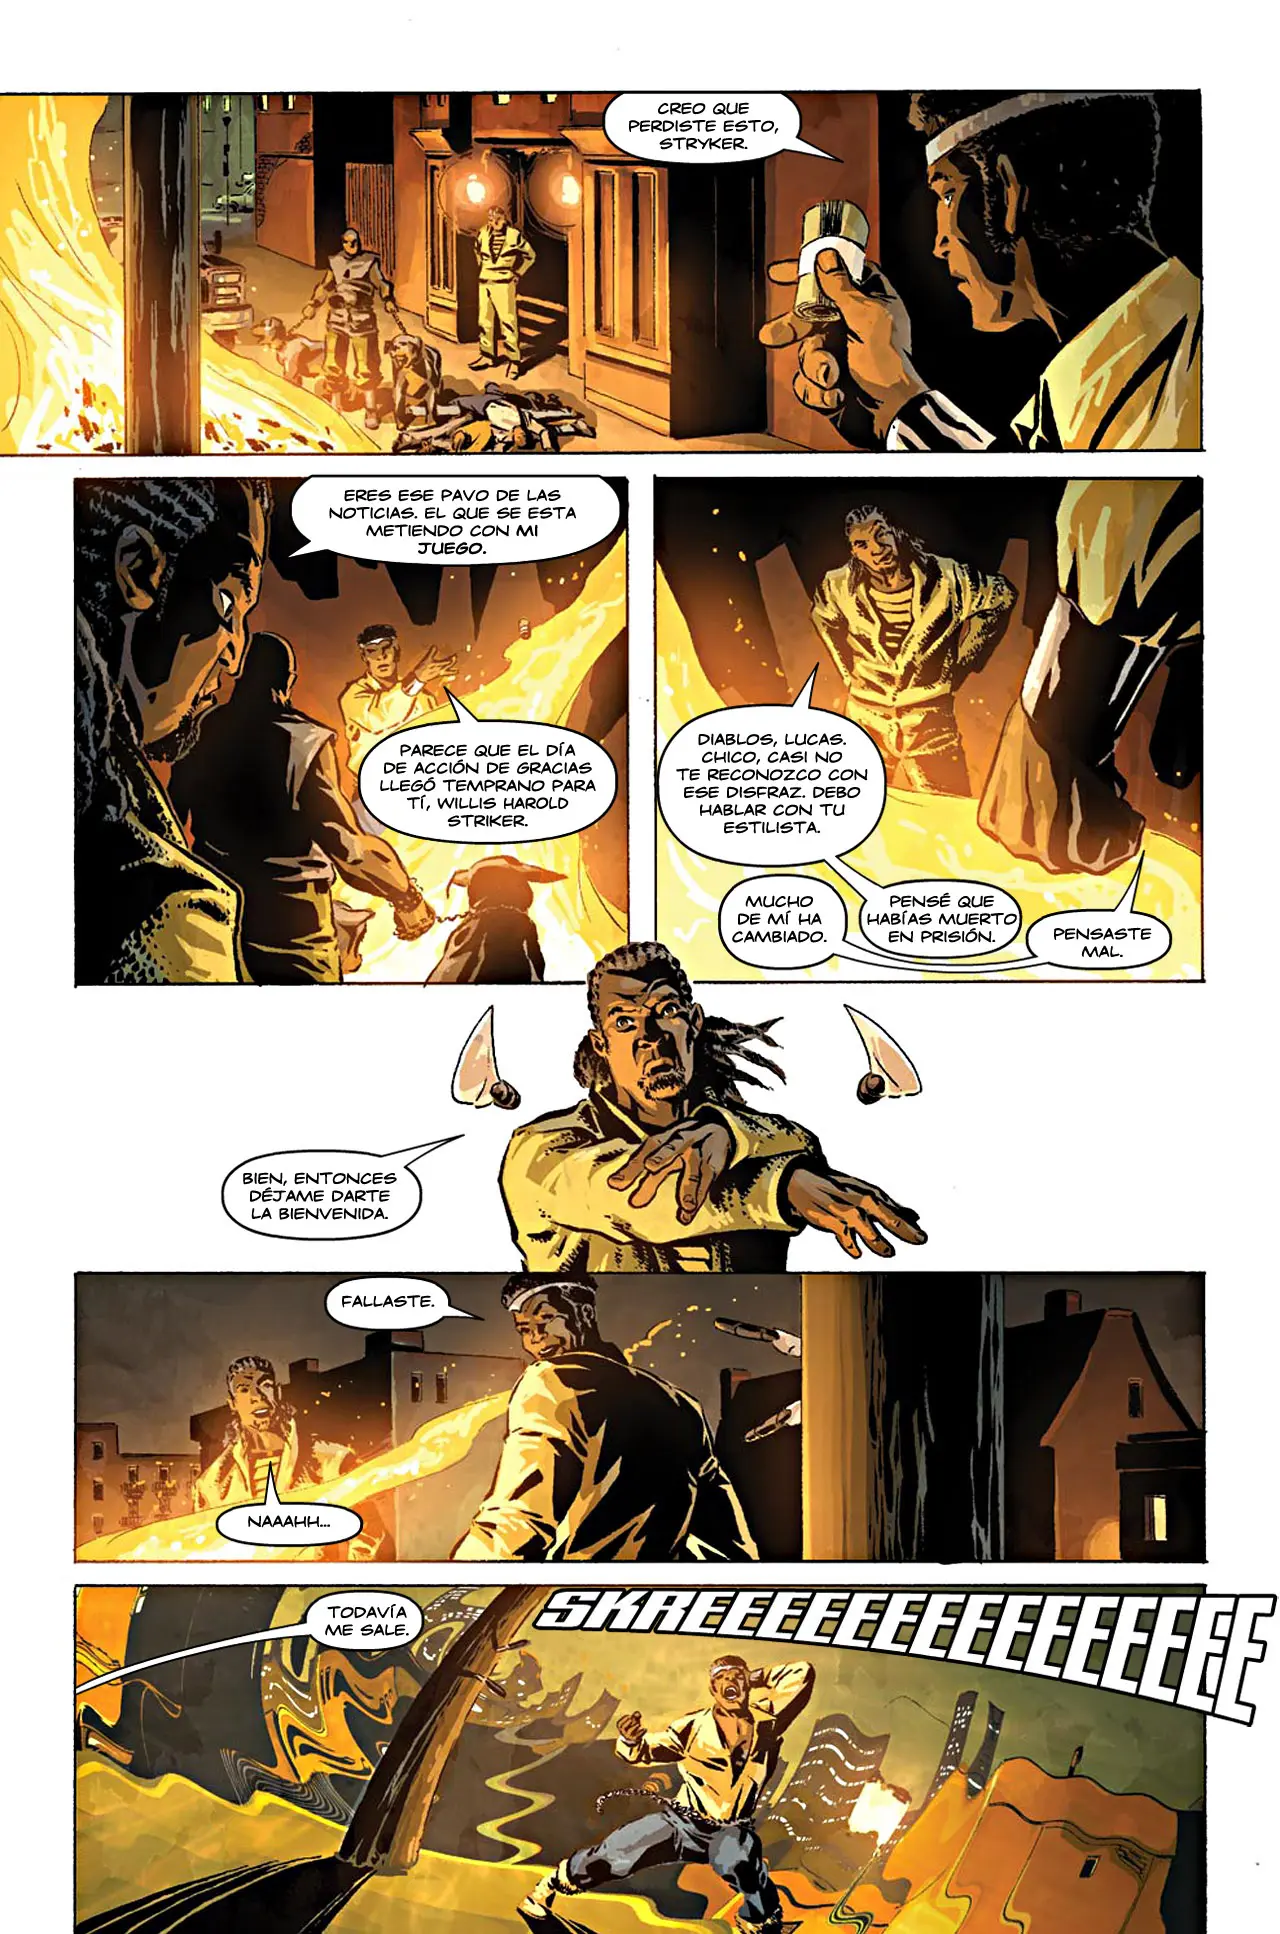 CREO QUE
PERDISTE ESTO,
STRYKER.
ERES ESE PAVO DE LAS
NOTICIAS. EL QUE SE ESTA
METIENDO CON MI
JUEGO.
PARECE QUE EL DÍA
DE ACCIÓN DE GRACIAS
LLEGÓ TEMPRANO PARA
TÍ, WILLIS HAROLD
STRIKER.
DIABLOS, LUCAS.
CHICO, CASI NO
TE RECONOZCO CON
ESE DISFRAZ. DEBO
HABLAR CON TU
ESTILISTA.
MUCHO
DE MÍ HA
CAMBIADO.
PENSÉ QUE
HABÍAS MUERTO
EN PRISIÓN.
PENSASTE
MAL.
BIEN, ENTONCES
DÉJAME DARTE
LA BIENVENIDA.
FALLASTE.
NAAAHH...
TODAVÍA
ME SALE.
SKREEEEEEEEEEEEEEEEEE